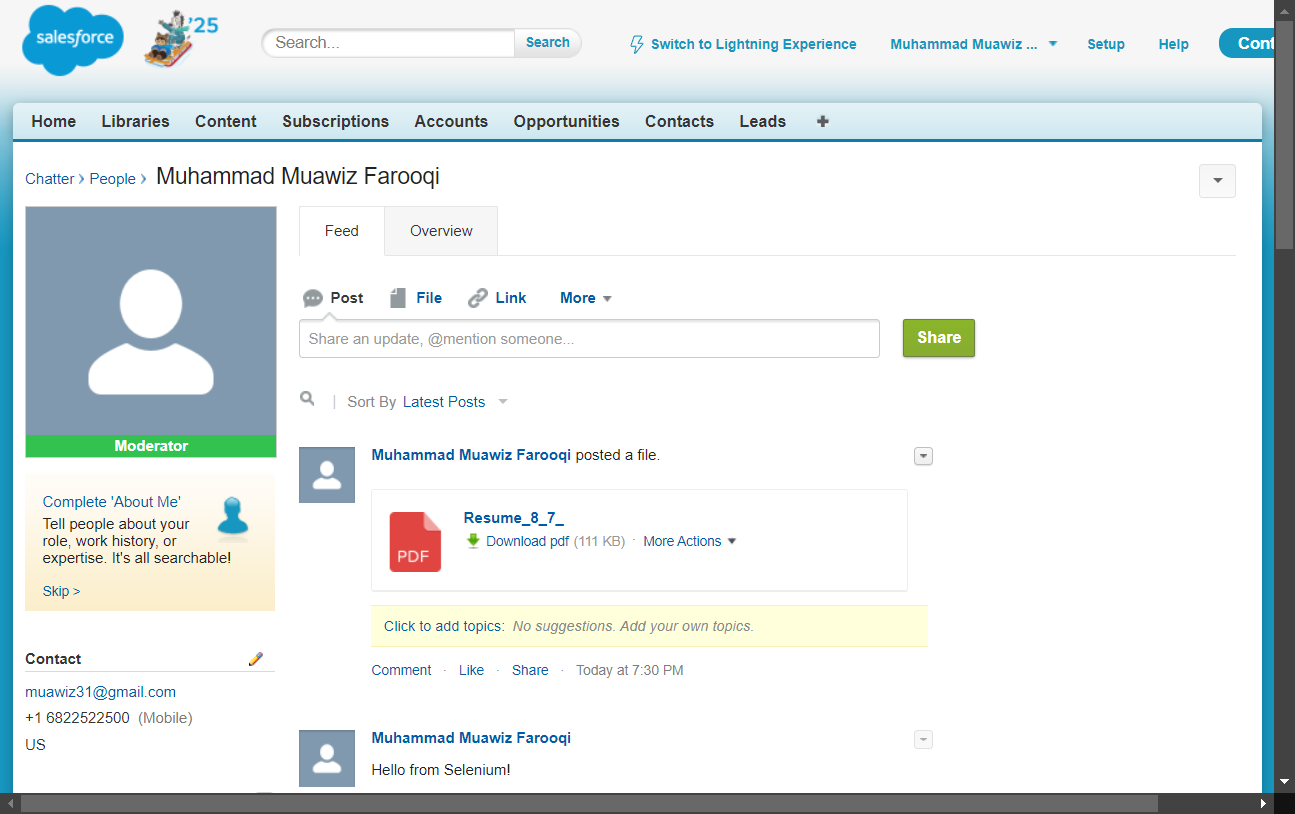 salesforce
'25
Search...
Search
Switch to Lightning Experience
Muhammad Muawiz ...
Setup
Help
Cont
Home
Libraries
Content
Subscriptions
Accounts
Opportunities
Contacts
Leads
Chatter › People › Muhammad Muawiz Farooqi
Moderator
Complete 'About Me'
Tell people about your
role, work history, or
expertise. It's all searchable!
Skip >
Contact
muawiz31@gmail.com
+1 6822522500 (Mobile)
US
Feed
Overview
Post
File
Link
More
Share an update, @mention someone...
Share
| Sort By Latest Posts
Muhammad Muawiz Farooqi posted a file.
PDF
Resume_8_7_
Download pdf (111 KB) · More Actions
Click to add topics: No suggestions. Add your own topics.
Comment · Like · Share · Today at 7:30 PM
Muhammad Muawiz Farooqi
Hello from Selenium!